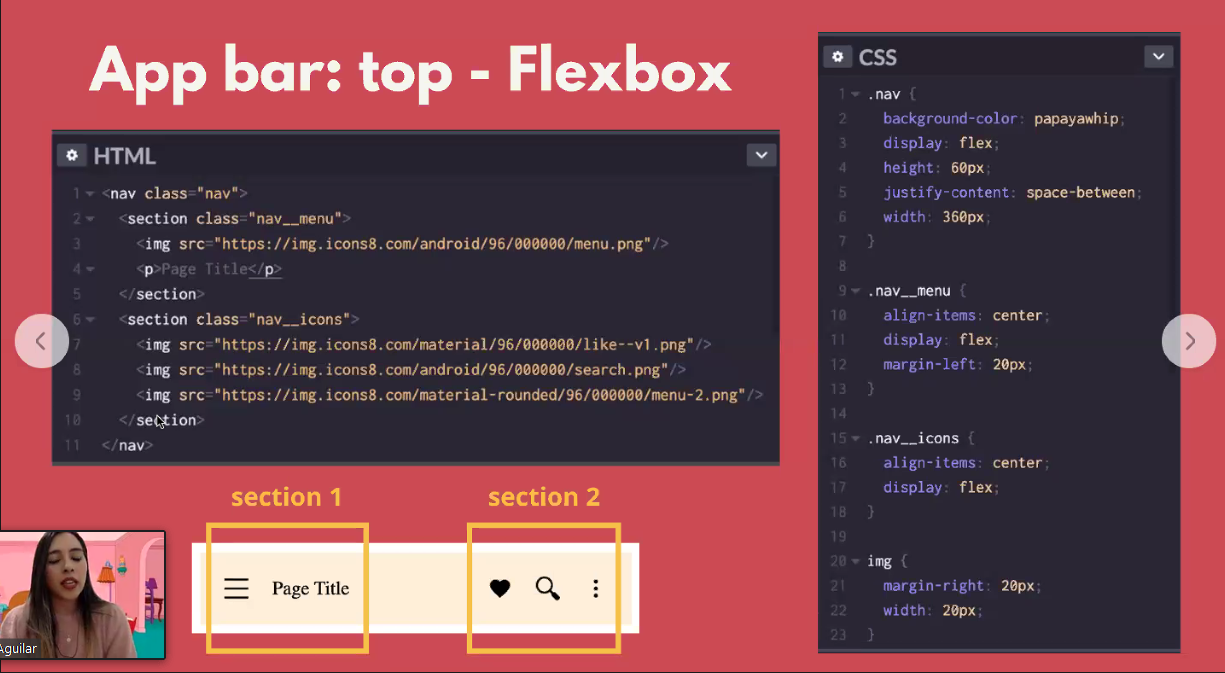 App bar: top - Flexbox
HTML
1 <nav class="nav">
2 <section class="nav__menu">
3 <img src="https://img.icons8.com/android/96/000000/menu.png"/>
4 <p>Page Title</p>
5 </section>
6 <section class="nav__icons">
7 <img src="https://img.icons8.com/material/96/000000/like--v1.png"/>
8 <img src="https://img.icons8.com/android/96/000000/search.png"/>
9 <img src="https://img.icons8.com/material-rounded/96/000000/menu-2.png"/>
10 </section>
11 </nav>
CSS
1 .nav {
2 background-color: papayawhip;
3 display: flex;
4 height: 60px;
5 justify-content: space-between;
6 width: 360px;
7 }
8
9 .nav__menu {
10 align-items: center;
11 display: flex;
12 margin-left: 20px;
13 }
14
15 .nav__icons {
16 align-items: center;
17 display: flex;
18 }
19
20 img {
21 margin-right: 20px;
22 width: 20px;
23 }
section 1
section 2
Page Title
Aguilar